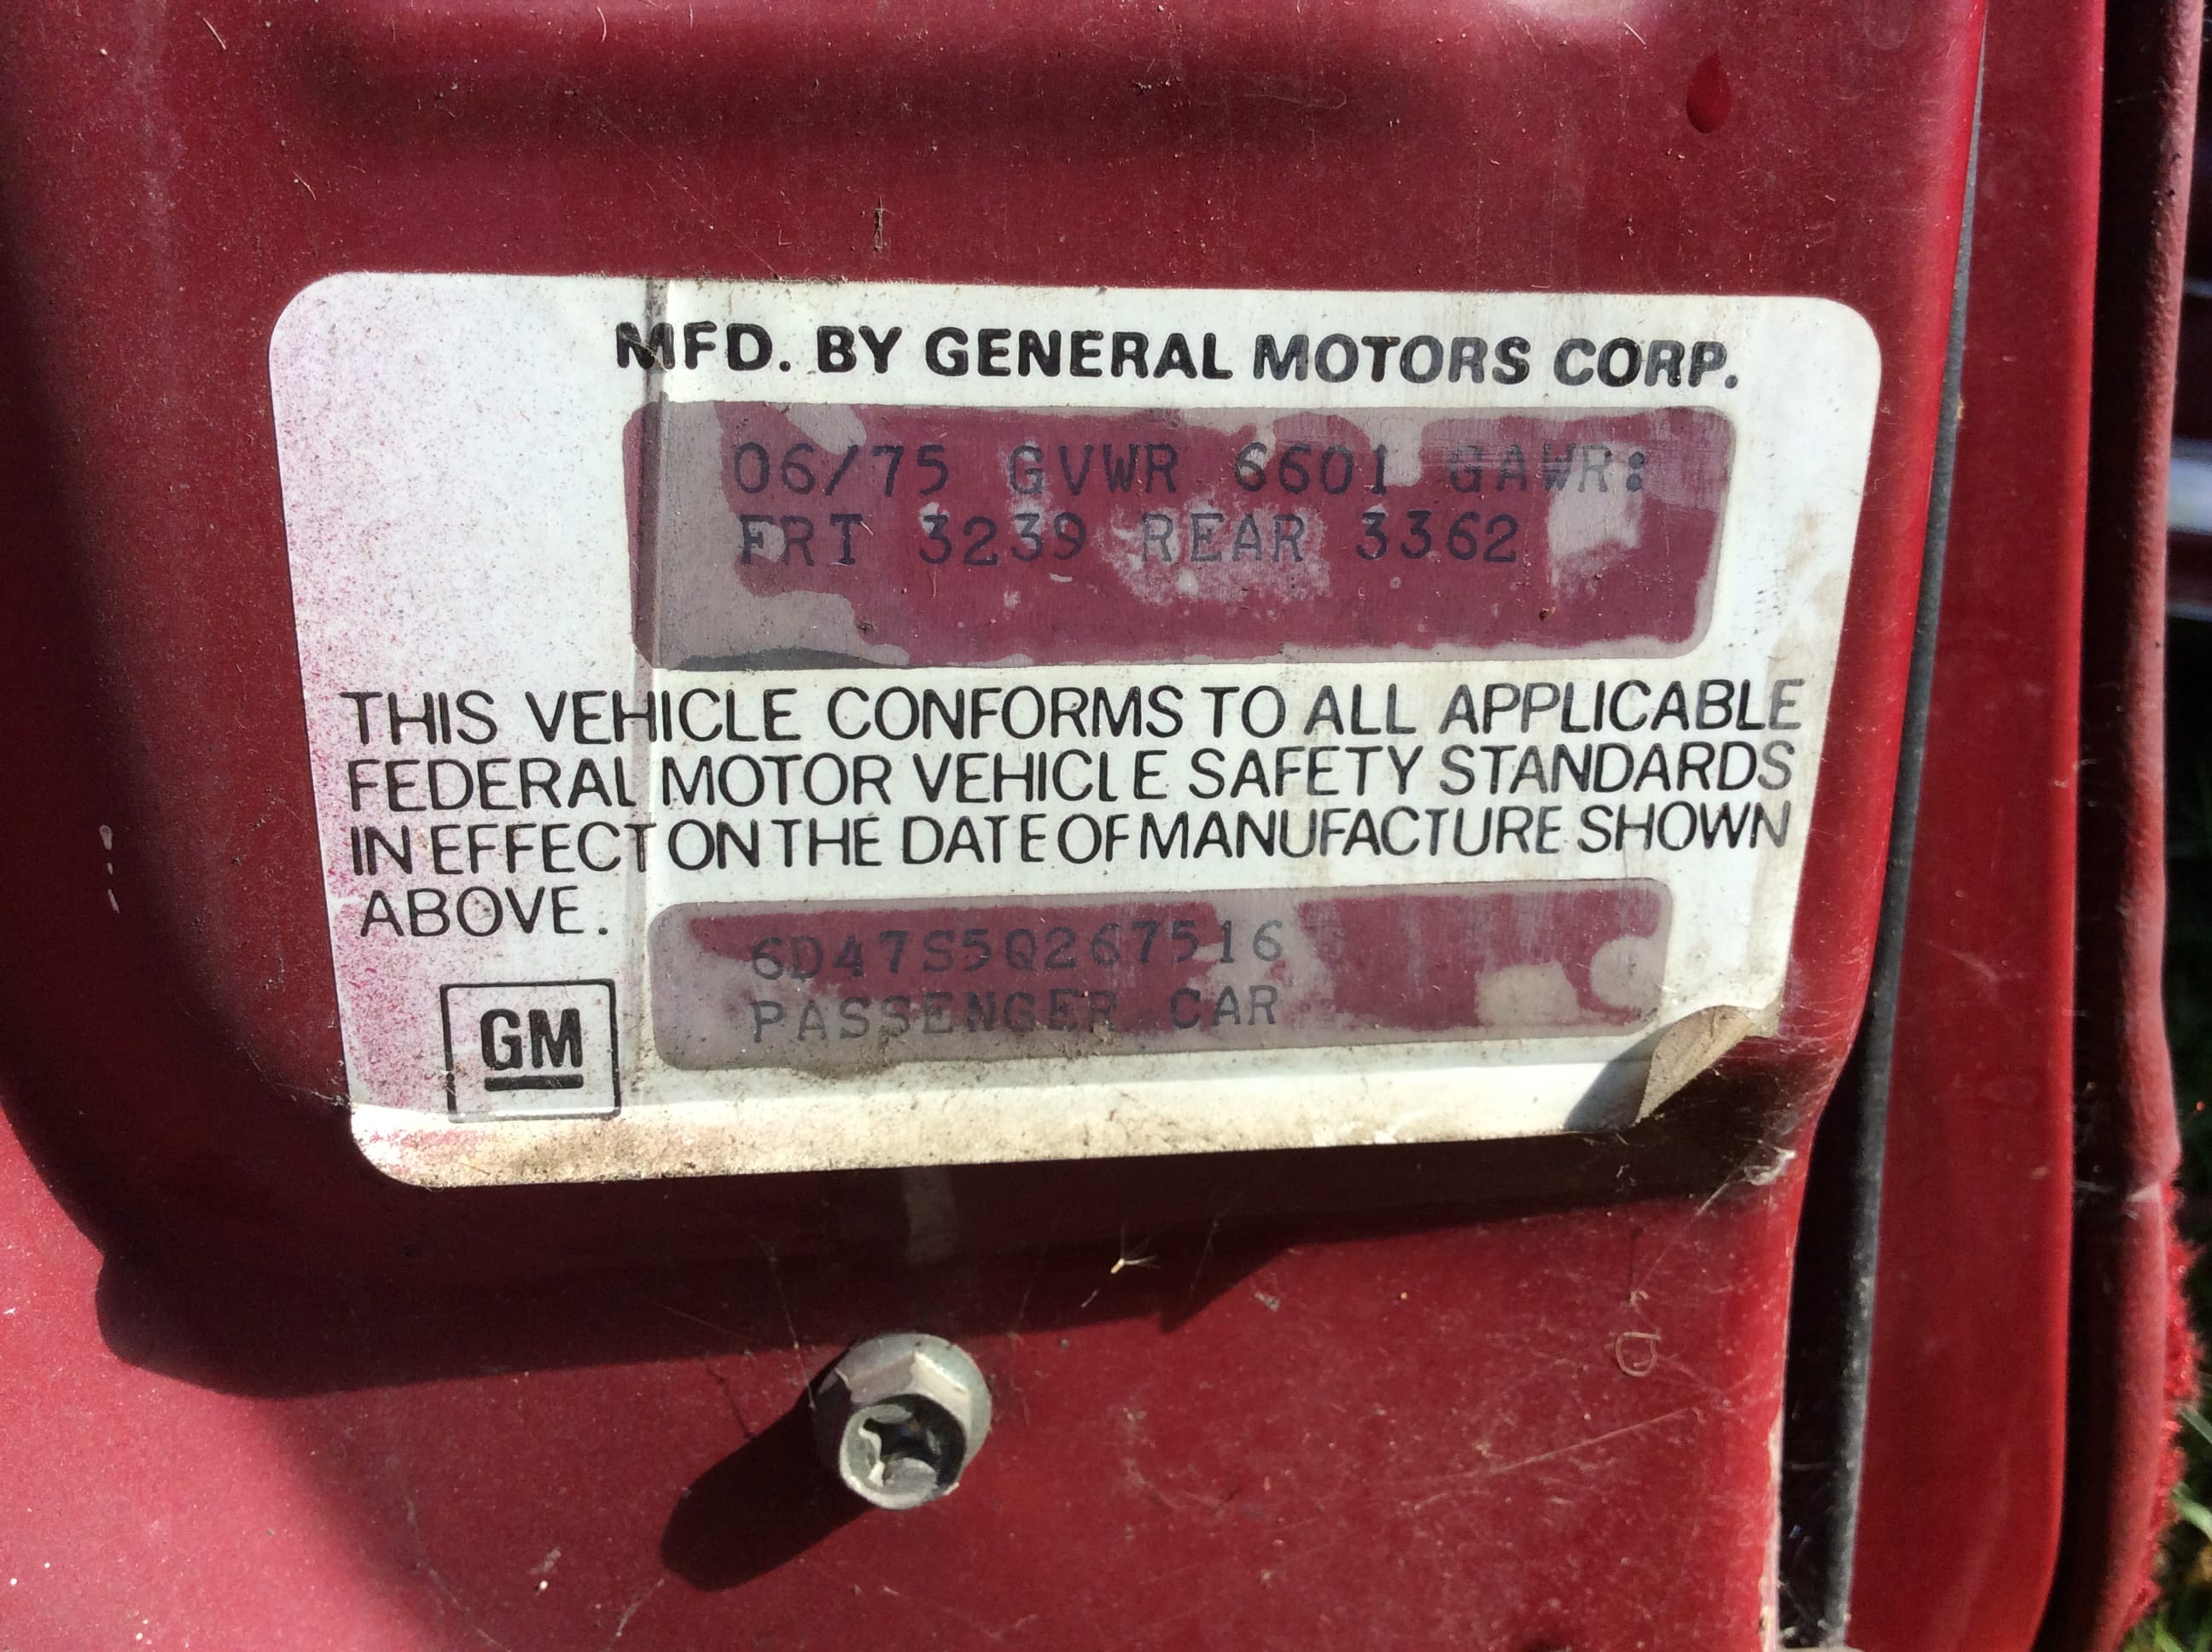 MFD. BY GENERAL MOTORS CORP.
06/75 GVWR 6601 GAWR:
FRT 3239 REAR 3362
THIS VEHICLE CONFORMS TO ALL APPLICABLE
FEDERAL MOTOR VEHICLE SAFETY STANDARDS
IN EFFECT ON THE DATE OF MANUFACTURE SHOWN
ABOVE.
6D47S5Q267516
PASSENGER CAR
GM